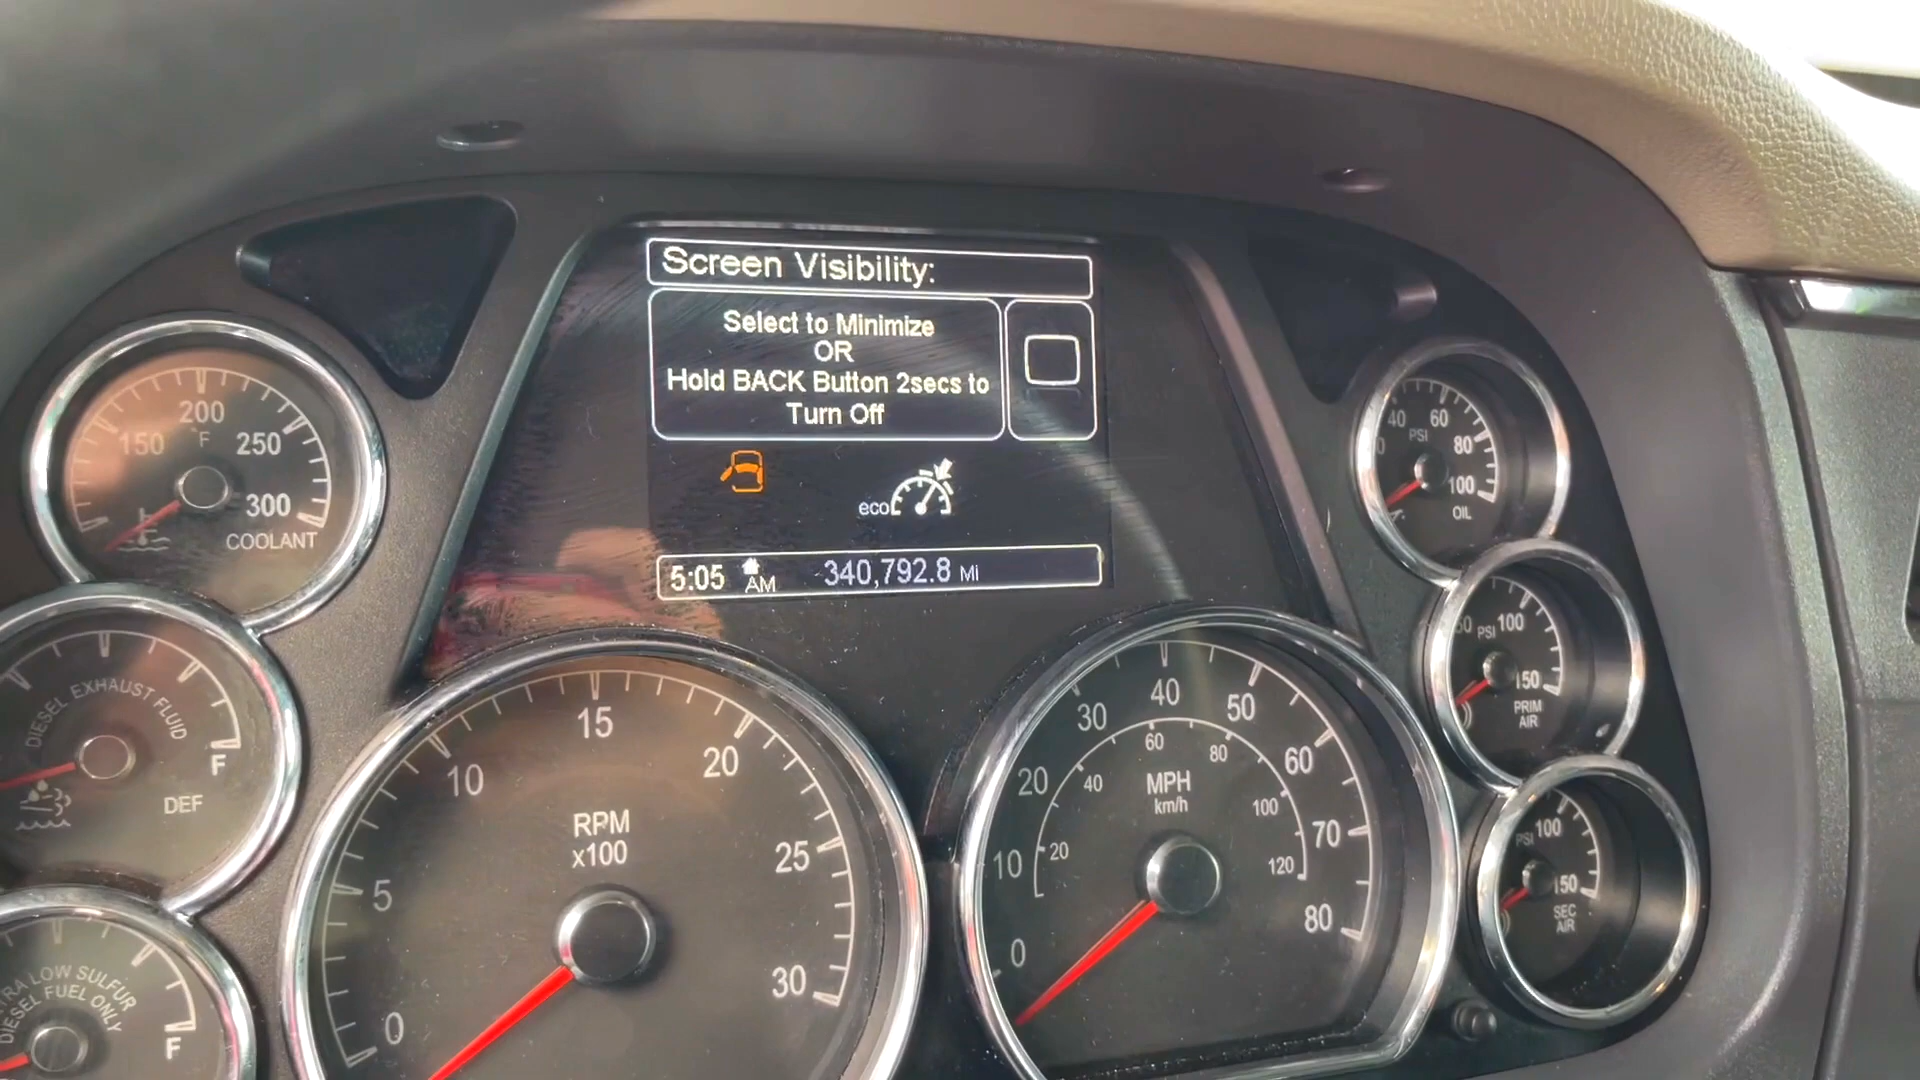 Screen Visibility:
Select to Minimize
OR
Hold BACK Button 2secs to
Turn Off
eco
5:05 AM 340,792.8 Mi
150 200 250 300
°F
COOLANT
DIESEL EXHAUST FLUID
F
DEF
LOW SULFUR
DIESEL FUEL ONLY
F
0 5 10 15 20 25 30
RPM
x100
0 10 20 30 40 50 60 70 80
20 40 60 80 100 120
MPH
km/h
40 60 80 100
PSI
OIL
100 150
PSI
PRIM
AIR
100 150
PSI
SEC
AIR